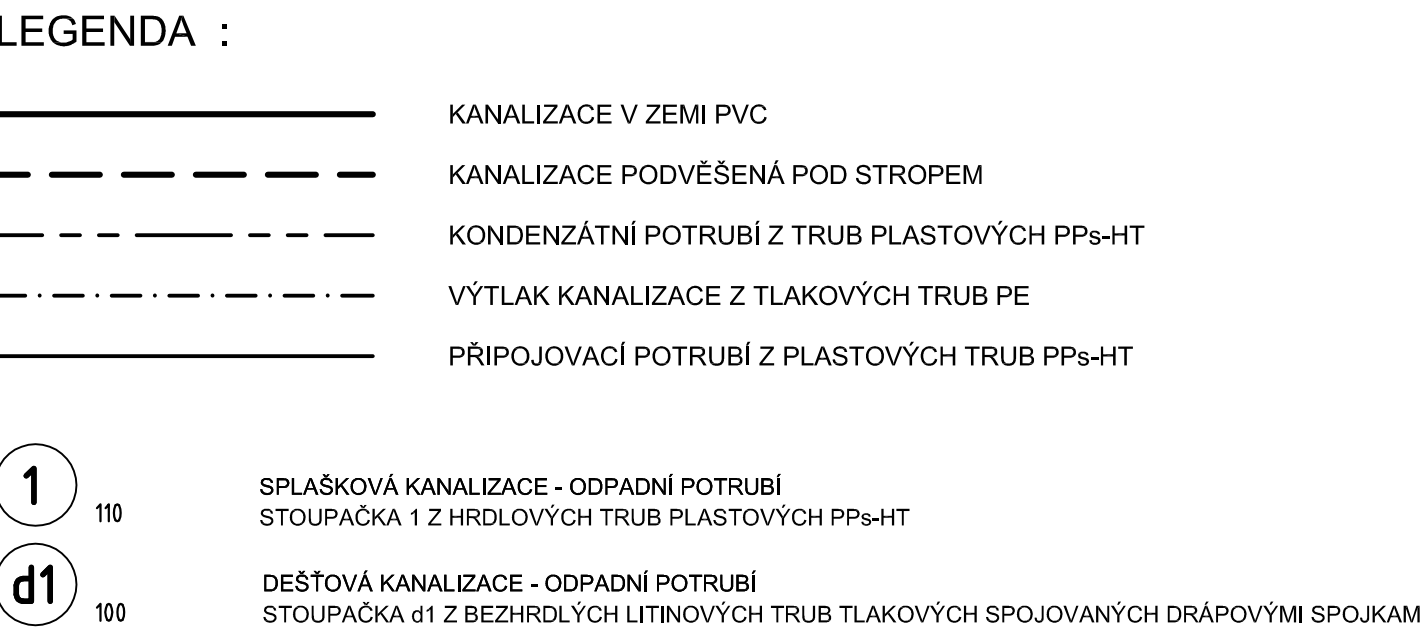 LEGENDA :
KANALIZACE V ZEMI PVC
KANALIZACE PODVĚŠENÁ POD STROPEM
KONDENZÁTNÍ POTRUBÍ Z TRUB PLASTOVÝCH PPs-HT
VÝTLAK KANALIZACE Z TLAKOVÝCH TRUB PE
PŘIPOJOVACÍ POTRUBÍ Z PLASTOVÝCH TRUB PPs-HT
1
110
SPLAŠKOVÁ KANALIZACE - ODPADNÍ POTRUBÍ
STOUPAČKA 1 Z HRDLOVÝCH TRUB PLASTOVÝCH PPs-HT
d1
100
DEŠŤOVÁ KANALIZACE - ODPADNÍ POTRUBÍ
STOUPAČKA d1 Z BEZHRDLÝCH LITINOVÝCH TRUB TLAKOVÝCH SPOJOVANÝCH DRÁPOVÝMI SPOJKAM